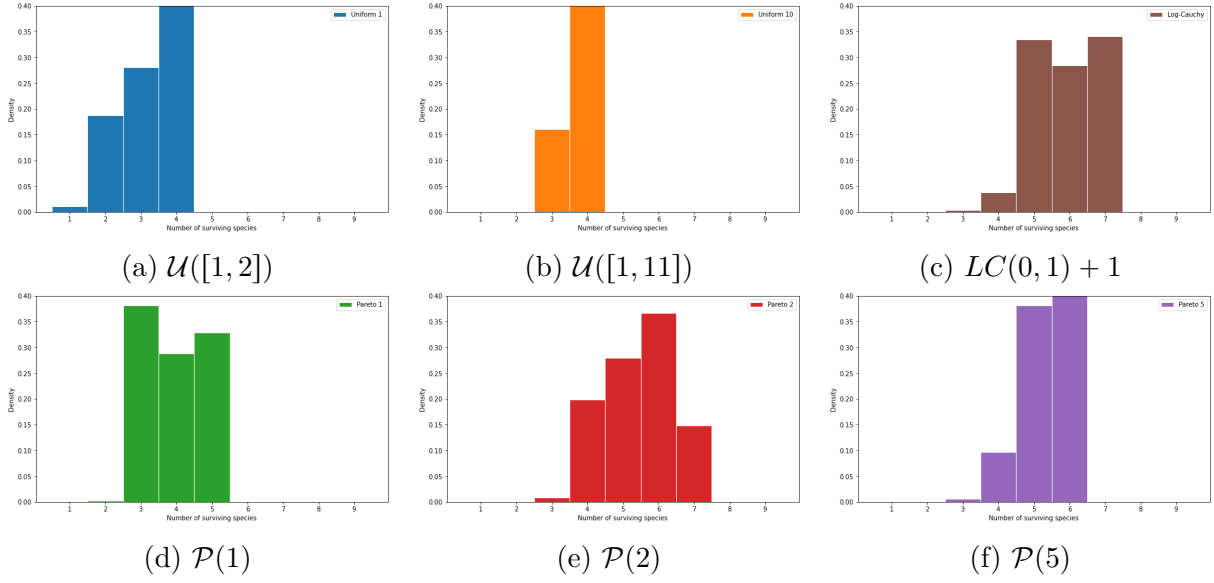 0.40
0.35
0.30
0.25
0.20
0.15
0.10
0.05
0.00
Density
Uniform 1
1 2 3 4 5 6 7 8 9
Number of surviving species
(a) U([1, 2])
0.40
0.35
0.30
0.25
0.20
0.15
0.10
0.05
0.00
Density
Uniform 10
1 2 3 4 5 6 7 8 9
Number of surviving species
(b) U([1, 11])
0.40
0.35
0.30
0.25
0.20
0.15
0.10
0.05
0.00
Density
Log-Cauchy
1 2 3 4 5 6 7 8 9
Number of surviving species
(c) LC(0, 1) + 1
0.40
0.35
0.30
0.25
0.20
0.15
0.10
0.05
0.00
Density
Pareto 1
1 2 3 4 5 6 7 8 9
Number of surviving species
(d) P(1)
0.40
0.35
0.30
0.25
0.20
0.15
0.10
0.05
0.00
Density
Pareto 2
1 2 3 4 5 6 7 8 9
Number of surviving species
(e) P(2)
0.40
0.35
0.30
0.25
0.20
0.15
0.10
0.05
0.00
Density
Pareto 5
1 2 3 4 5 6 7 8 9
Number of surviving species
(f) P(5)